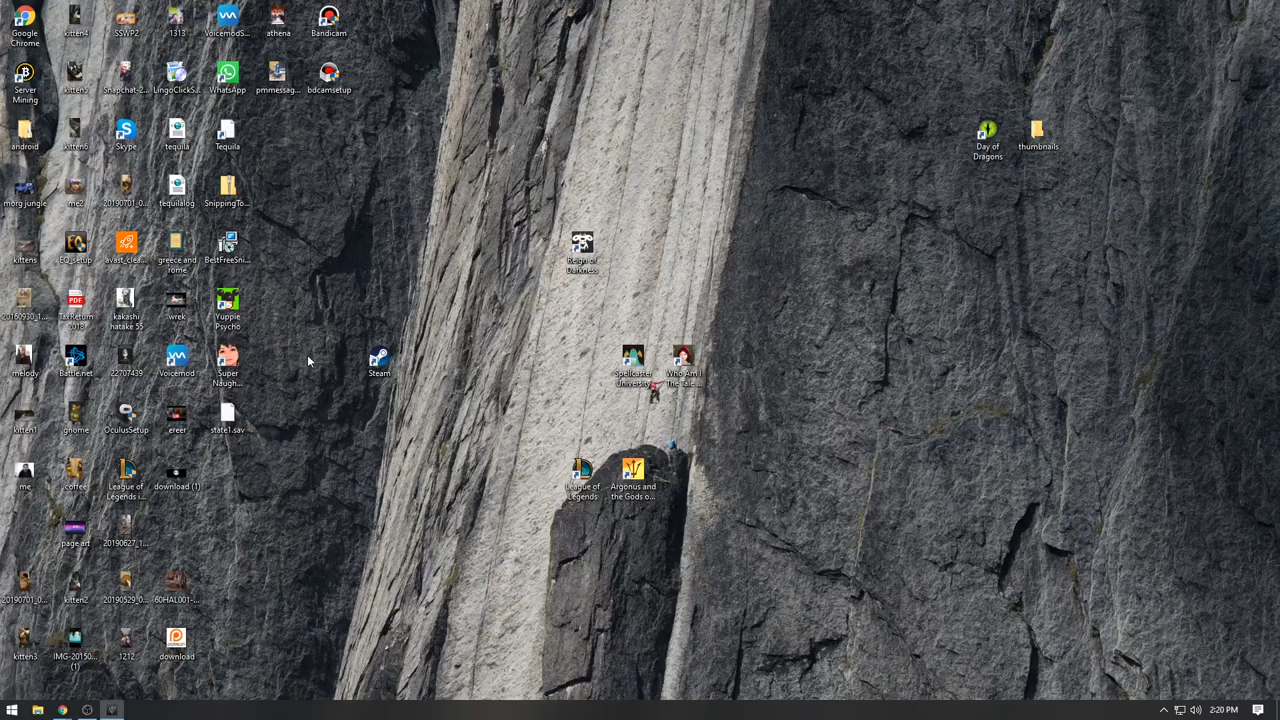 Google
Chrome
kitten4
SSWP2
1313
VoicemodS...
athena
Bandicam
Server
Mining
kitten5
Snapchat-2...
LingoClickS...
WhatsApp
pmmessag...
bdcamsetup
android
kitten6
Skype
tequila
Tequila
Day of
Dragons
thumbnails
morg jungle
me2
20190701_0...
tequilalog
SnippingTo...
kittens
EQ_setup
avast_clea...
greece and
rome
BestFreeSni...
Reign of
Darkness
20160930_1...
PDF
TaxReturn
2018
kakashi
hatake 55
wrek
Yuppie
Psycho
melody
Battle.net
22707439
Voicemod
Super
Naugh...
Steam
Spellcaster
University
Who Am I
The Tale ...
kitten1
gnome
OculusSetup
ereer
state1.sav
me
coffee
League of
Legends i...
download (1)
League of
Legends
Argonus and
the Gods o...
page art
20190627_1...
20190701_0...
kitten2
20190529_0...
60HAL001-...
kitten3
IMG-20150...
(1)
1212
download
2:20 PM